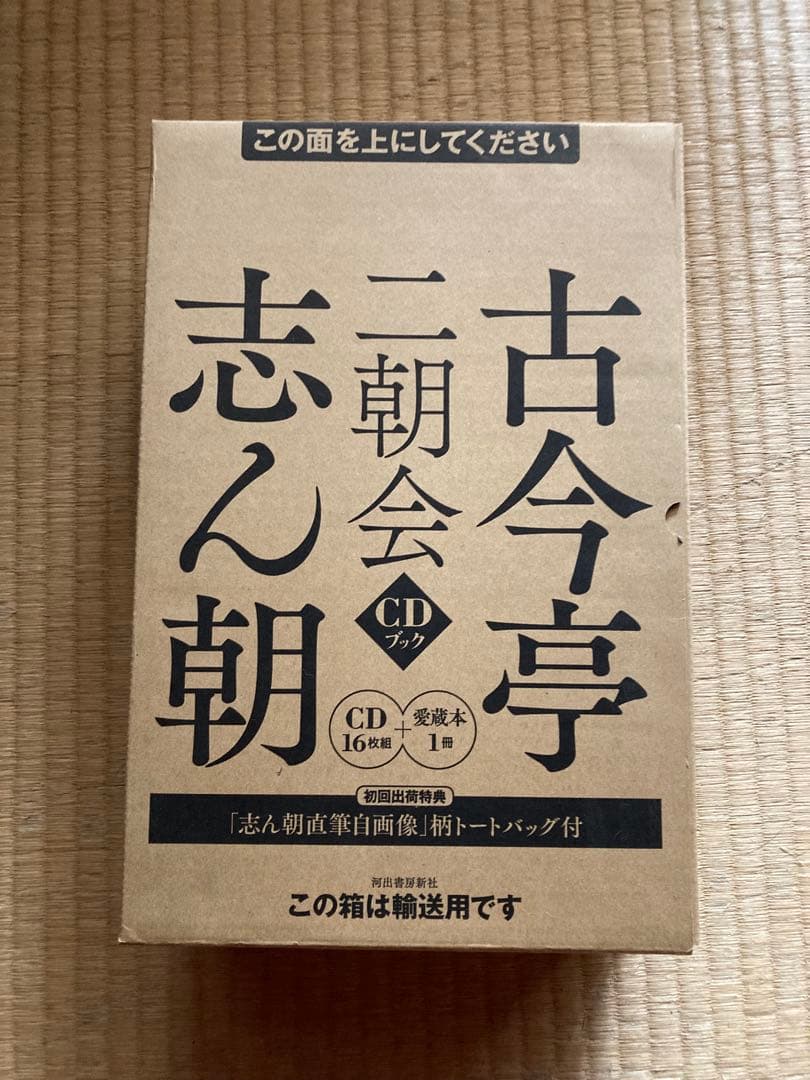 この面を上にしてください
古今亭
志ん朝
二朝会
CD
ブック
CD
16枚組
+
愛蔵本
1冊
初回出荷特典
「志ん朝直筆自画像」柄トートバッグ付
河出書房新社
この箱は輸送用です